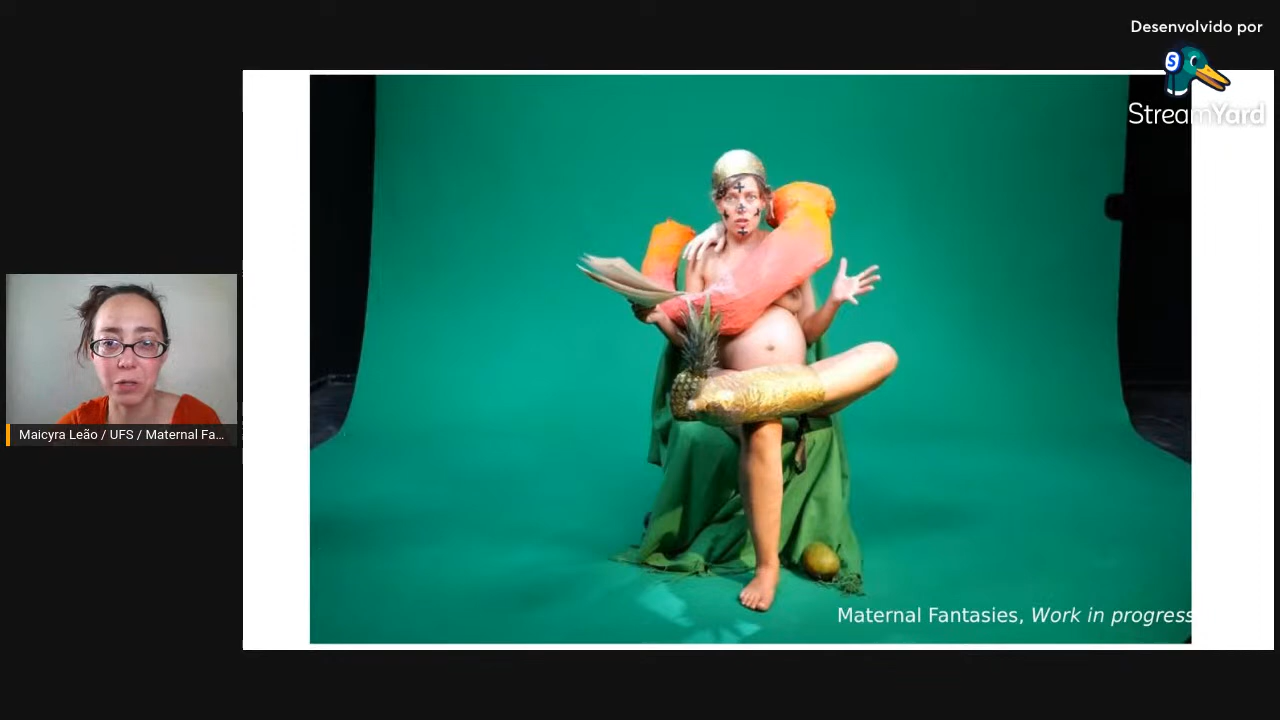 Desenvolvido por
StreamYard
Maicyra Leão / UFS / Maternal Fa...
Maternal Fantasies, Work in progress